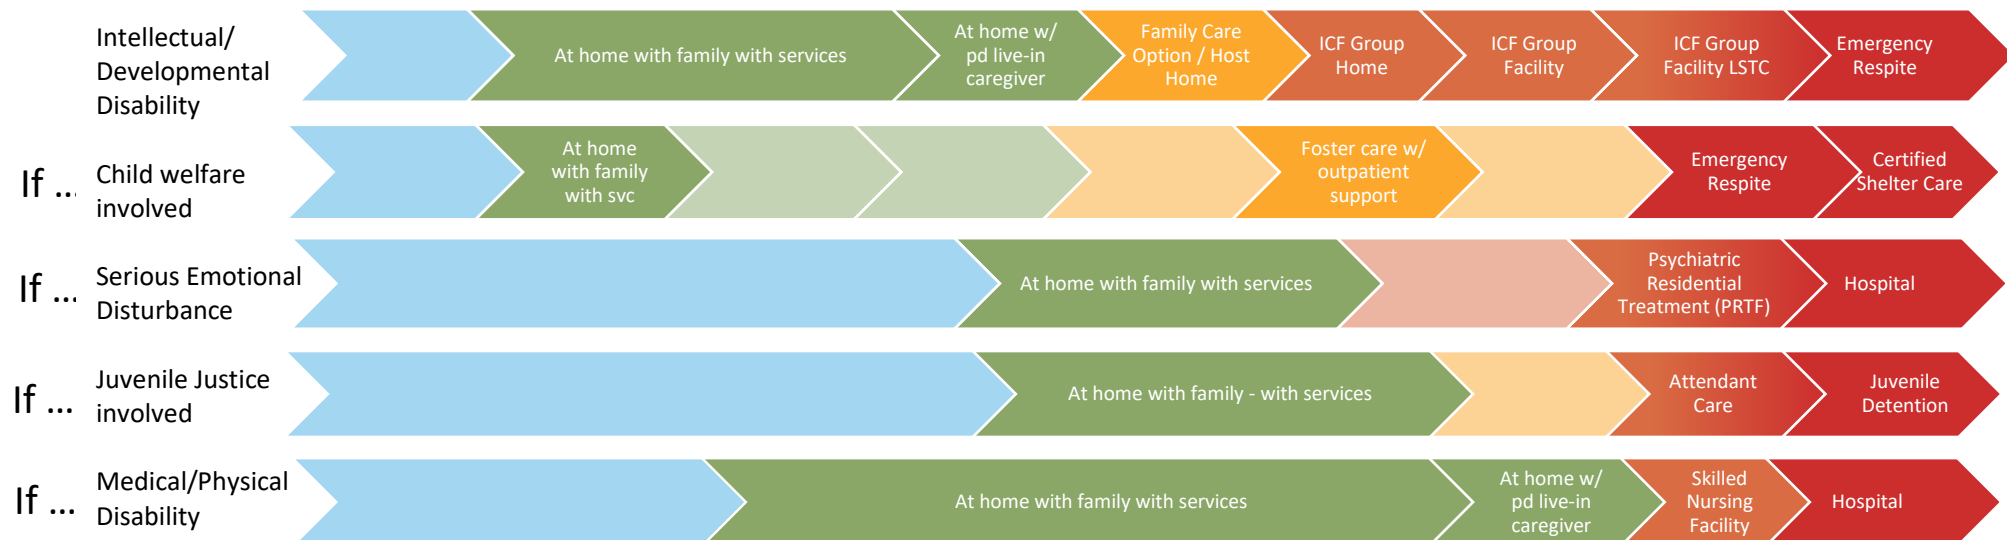 Intellectual/
Developmental
Disability
At home with family with services
At home w/
pd live-in
caregiver
Family Care
Option / Host
Home
ICF Group
Home
ICF Group
Facility
ICF Group
Facility LSTC
Emergency
Respite
If ...
Child welfare
involved
At home
with family
with svc
Foster care w/
outpatient
support
Emergency
Respite
Certified
Shelter Care
If ...
Serious Emotional
Disturbance
At home with family with services
Psychiatric
Residential
Treatment (PRTF)
Hospital
If ...
Juvenile Justice
involved
At home with family - with services
Attendant
Care
Juvenile
Detention
If ...
Medical/Physical
Disability
At home with family with services
At home w/
pd live-in
caregiver
Skilled
Nursing
Facility
Hospital